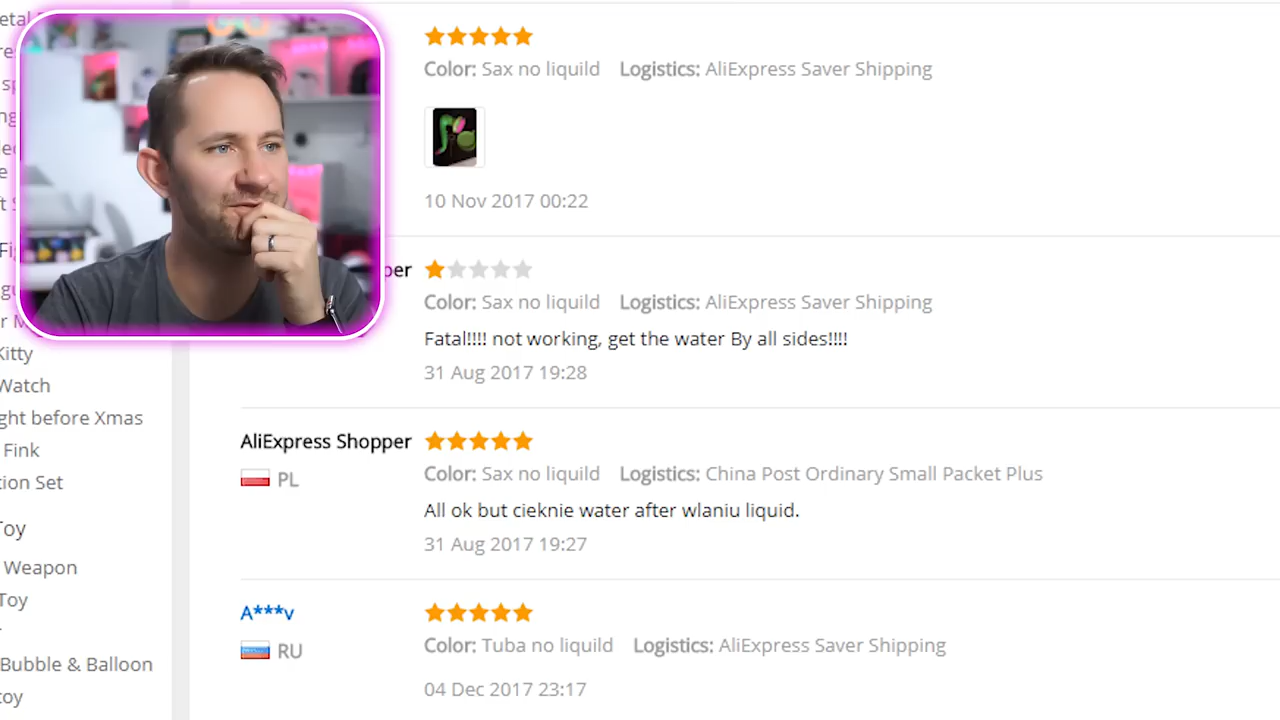 Color: Sax no liquild Logistics: AliExpress Saver Shipping
10 Nov 2017 00:22
Color: Sax no liquild Logistics: AliExpress Saver Shipping
Fatal!!!! not working, get the water By all sides!!!!
31 Aug 2017 19:28
AliExpress Shopper
PL
Color: Sax no liquild Logistics: China Post Ordinary Small Packet Plus
All ok but cieknie water after wlaniu liquid.
31 Aug 2017 19:27
A***v
RU
Color: Tuba no liquild Logistics: AliExpress Saver Shipping
04 Dec 2017 23:17
Kitty
Watch
ght before Xmas
Fink
ion Set
Toy
Weapon
Toy
Bubble & Balloon
toy